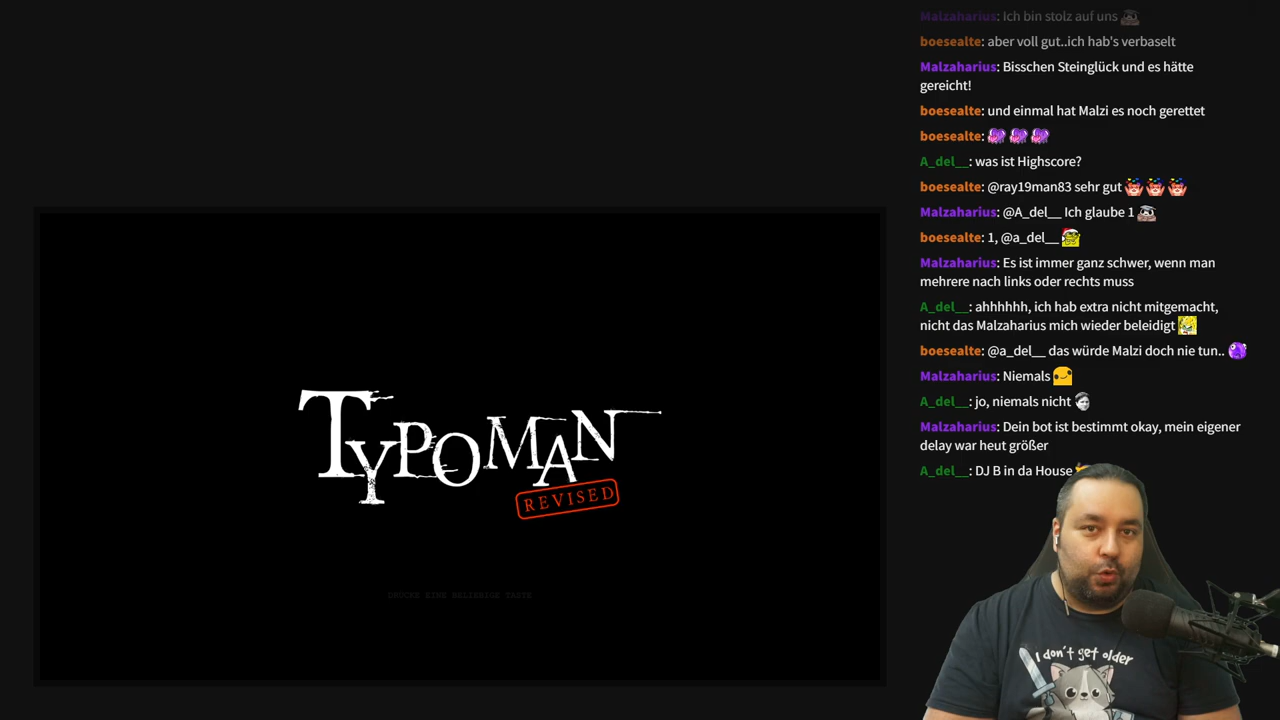 Malzaharius: Ich bin stolz auf uns
boesealte: aber voll gut..ich hab's verbaselt
Malzaharius: Bisschen Steinglück und es hätte
gereicht!
boesealte: und einmal hat Malzi es noch gerettet
boesealte:
A_del__: was ist Highscore?
boesealte: @ray19man83 sehr gut
Malzaharius: @A_del__ Ich glaube 1
boesealte: 1, @a_del__
Malzaharius: Es ist immer ganz schwer, wenn man
mehrere nach links oder rechts muss
A_del__: ahhhhhh, ich hab extra nicht mitgemacht,
nicht das Malzaharius mich wieder beleidigt
boesealte: @a_del__ das würde Malzi doch nie tun..
Malzaharius: Niemals
A_del__: jo, niemals nicht
Malzaharius: Dein bot ist bestimmt okay, mein eigener
delay war heut größer
A_del__: DJ B in da House
TYPOMAN
REVISED
DRÜCKE EINE BELIEBIGE TASTE
I don't get older